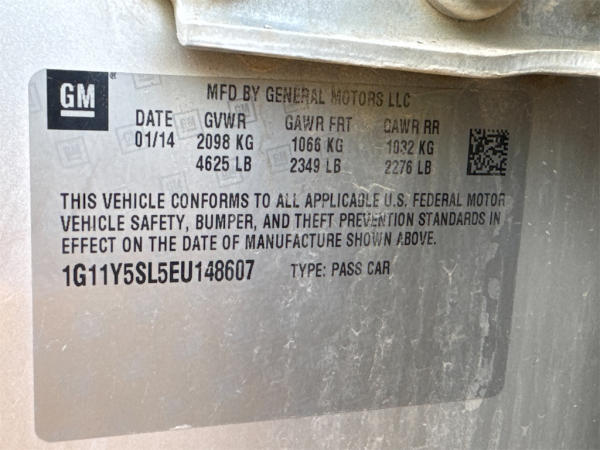 GM
MFD BY GENERAL MOTORS LLC
DATE GVWR GAWR FRT GAWR RR
01/14 2098 KG 1066 KG 1032 KG
4625 LB 2349 LB 2276 LB
THIS VEHICLE CONFORMS TO ALL APPLICABLE U.S. FEDERAL MOTOR
VEHICLE SAFETY, BUMPER, AND THEFT PREVENTION STANDARDS IN
EFFECT ON THE DATE OF MANUFACTURE SHOWN ABOVE.
1G11Y5SL5EU148607 TYPE: PASS CAR